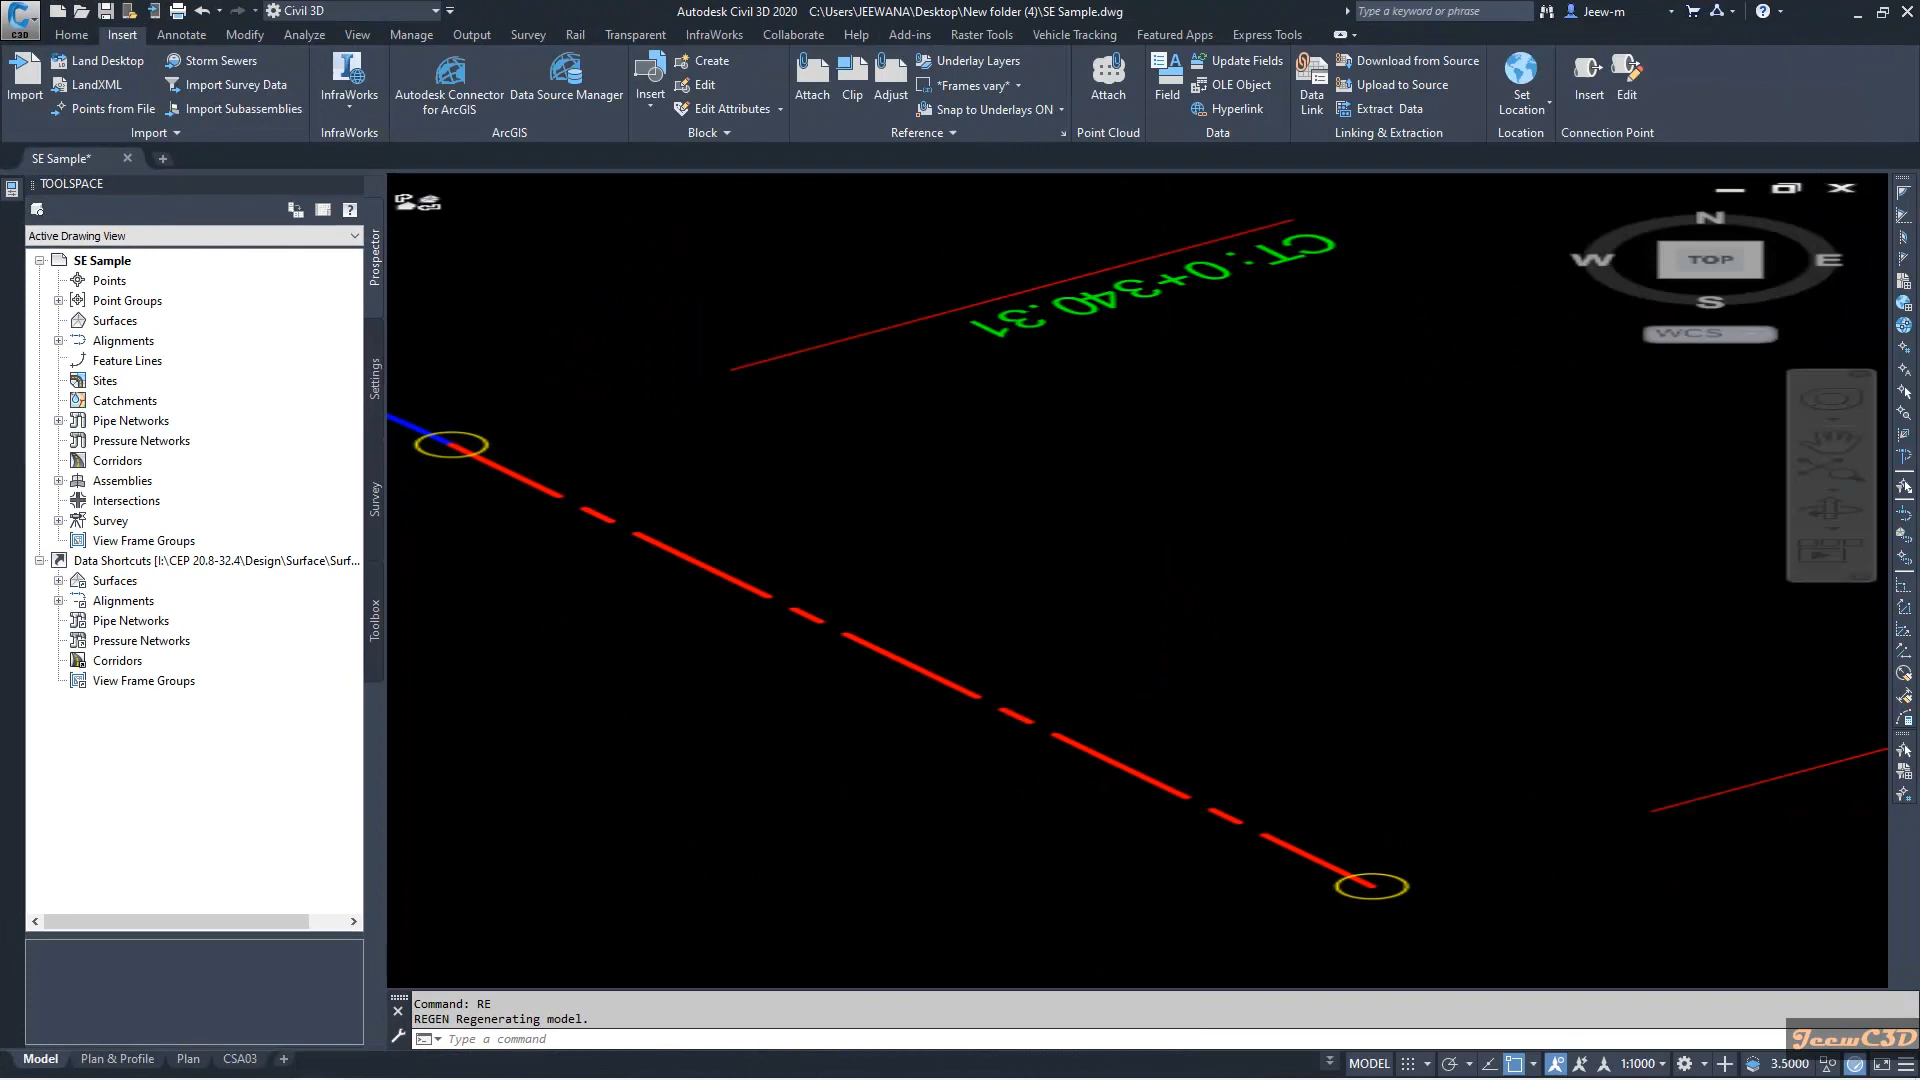 Civil 3D
Autodesk Civil 3D 2020 C:\Users\JEEWANA\Desktop\New folder (4)\SE Sample.dwg
Type a keyword or phrase
Jeew-m
C3D
Home Insert Annotate Modify Analyze View Manage Output Survey Rail Transparent InfraWorks Collaborate Help Add-ins Raster Tools Vehicle Tracking Featured Apps Express Tools
Import
Land Desktop
LandXML
Points from File
Storm Sewers
Import Survey Data
Import Subassemblies
Import
InfraWorks
InfraWorks
Autodesk Connector
for ArcGIS
Data Source Manager
ArcGIS
Insert
Create
Edit
Edit Attributes
Block
Attach
Clip
Adjust
Underlay Layers
*Frames vary*
Snap to Underlays ON
Reference
Attach
Point Cloud
Field
Update Fields
OLE Object
Hyperlink
Data
Data
Link
Download from Source
Upload to Source
Extract Data
Linking & Extraction
Set
Location
Location
Insert
Edit
Connection Point
SE Sample*
TOOLSPACE
Active Drawing View
SE Sample
Points
Point Groups
Surfaces
Alignments
Feature Lines
Sites
Catchments
Pipe Networks
Pressure Networks
Corridors
Assemblies
Intersections
Survey
View Frame Groups
Data Shortcuts [I:\CEP 20.8-32.4\Design\Surface\Surf...
Surfaces
Alignments
Pipe Networks
Pressure Networks
Corridors
View Frame Groups
Prospector
Settings
Survey
Toolbox
CT: 0+340.31
N
W
TOP
E
S
WCS
Command: RE
REGEN Regenerating model.
Type a command
JeewC3D
Model Plan & Profile Plan CSA03
MODEL
1:1000
3.5000